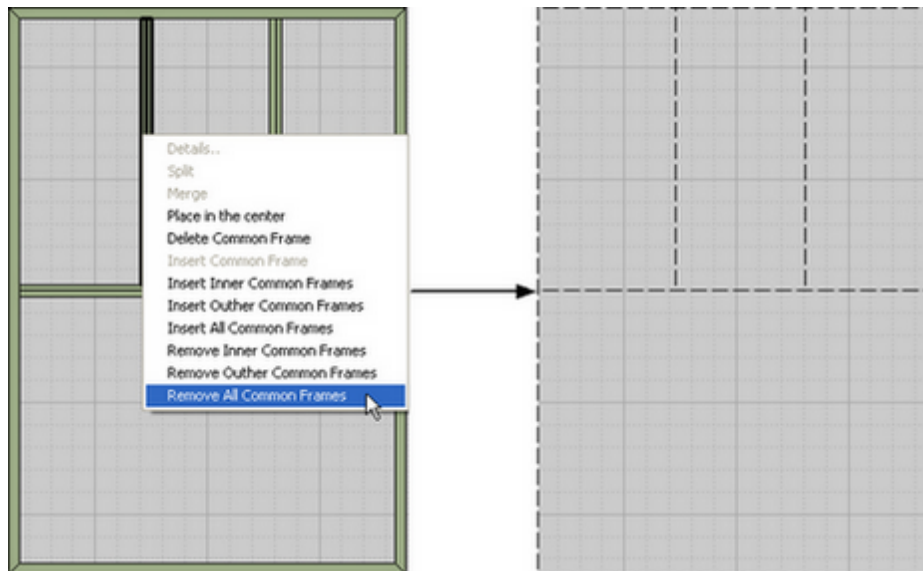 Details..
Split
Merge
Place in the center
Delete Common Frame
Insert Common Frame
Insert Inner Common Frames
Insert Outher Common Frames
Insert All Common Frames
Remove Inner Common Frames
Remove Outher Common Frames
Remove All Common Frames